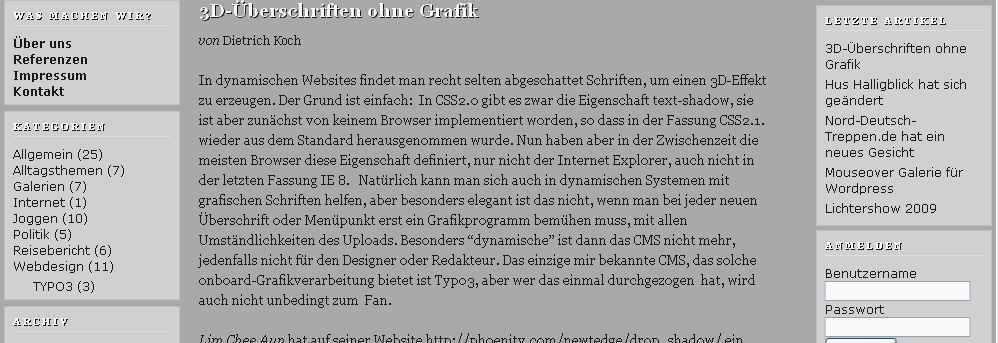 WAS MACHEN WIR?
Über uns
Referenzen
Impressum
Kontakt
KATEGORIEN
Allgemein (25)
Alltagsthemen (7)
Galerien (7)
Internet (1)
Joggen (10)
Politik (5)
Reisebericht (6)
Webdesign (11)
TYPO3 (3)
ARCHIV
3D-Überschriften ohne Grafik
von Dietrich Koch
In dynamischen Websites findet man recht selten abgeschattet Schriften, um einen 3D-Effekt
zu erzeugen. Der Grund ist einfach: In CSS2.0 gibt es zwar die Eigenschaft text-shadow, sie
ist aber zunächst von keinem Browser implementiert worden, so dass in der Fassung CSS2.1.
wieder aus dem Standard herausgenommen wurde. Nun haben aber in der Zwischenzeit die
meisten Browser diese Eigenschaft definiert, nur nicht der Internet Explorer, auch nicht in
der letzten Fassung IE 8. Natürlich kann man sich auch in dynamischen Systemen mit
grafischen Schriften helfen, aber besonders elegant ist das nicht, wenn man bei jeder neuen
Überschrift oder Menüpunkt erst ein Grafikprogramm bemühen muss, mit allen
Umständlichkeiten des Uploads. Besonders “dynamische” ist dann das CMS nicht mehr,
jedenfalls nicht für den Designer oder Redakteur. Das einzige mir bekannte CMS, das solche
onboard-Grafikverarbeitung bietet ist Typo3, aber wer das einmal durchgezogen hat, wird
auch nicht unbedingt zum Fan.
Lim Chee Aun hat auf seiner Website http://phoenity.com/newtedge/drop_shadow/ ein
LETZTE ARTIKEL
3D-Überschriften ohne
Grafik
Hus Halligblick hat sich
geändert
Nord-Deutsch-
Treppen.de hat ein
neues Gesicht
Mouseover Galerie für
Wordpress
Lichtershow 2009
ANMELDEN
Benutzername
Passwort